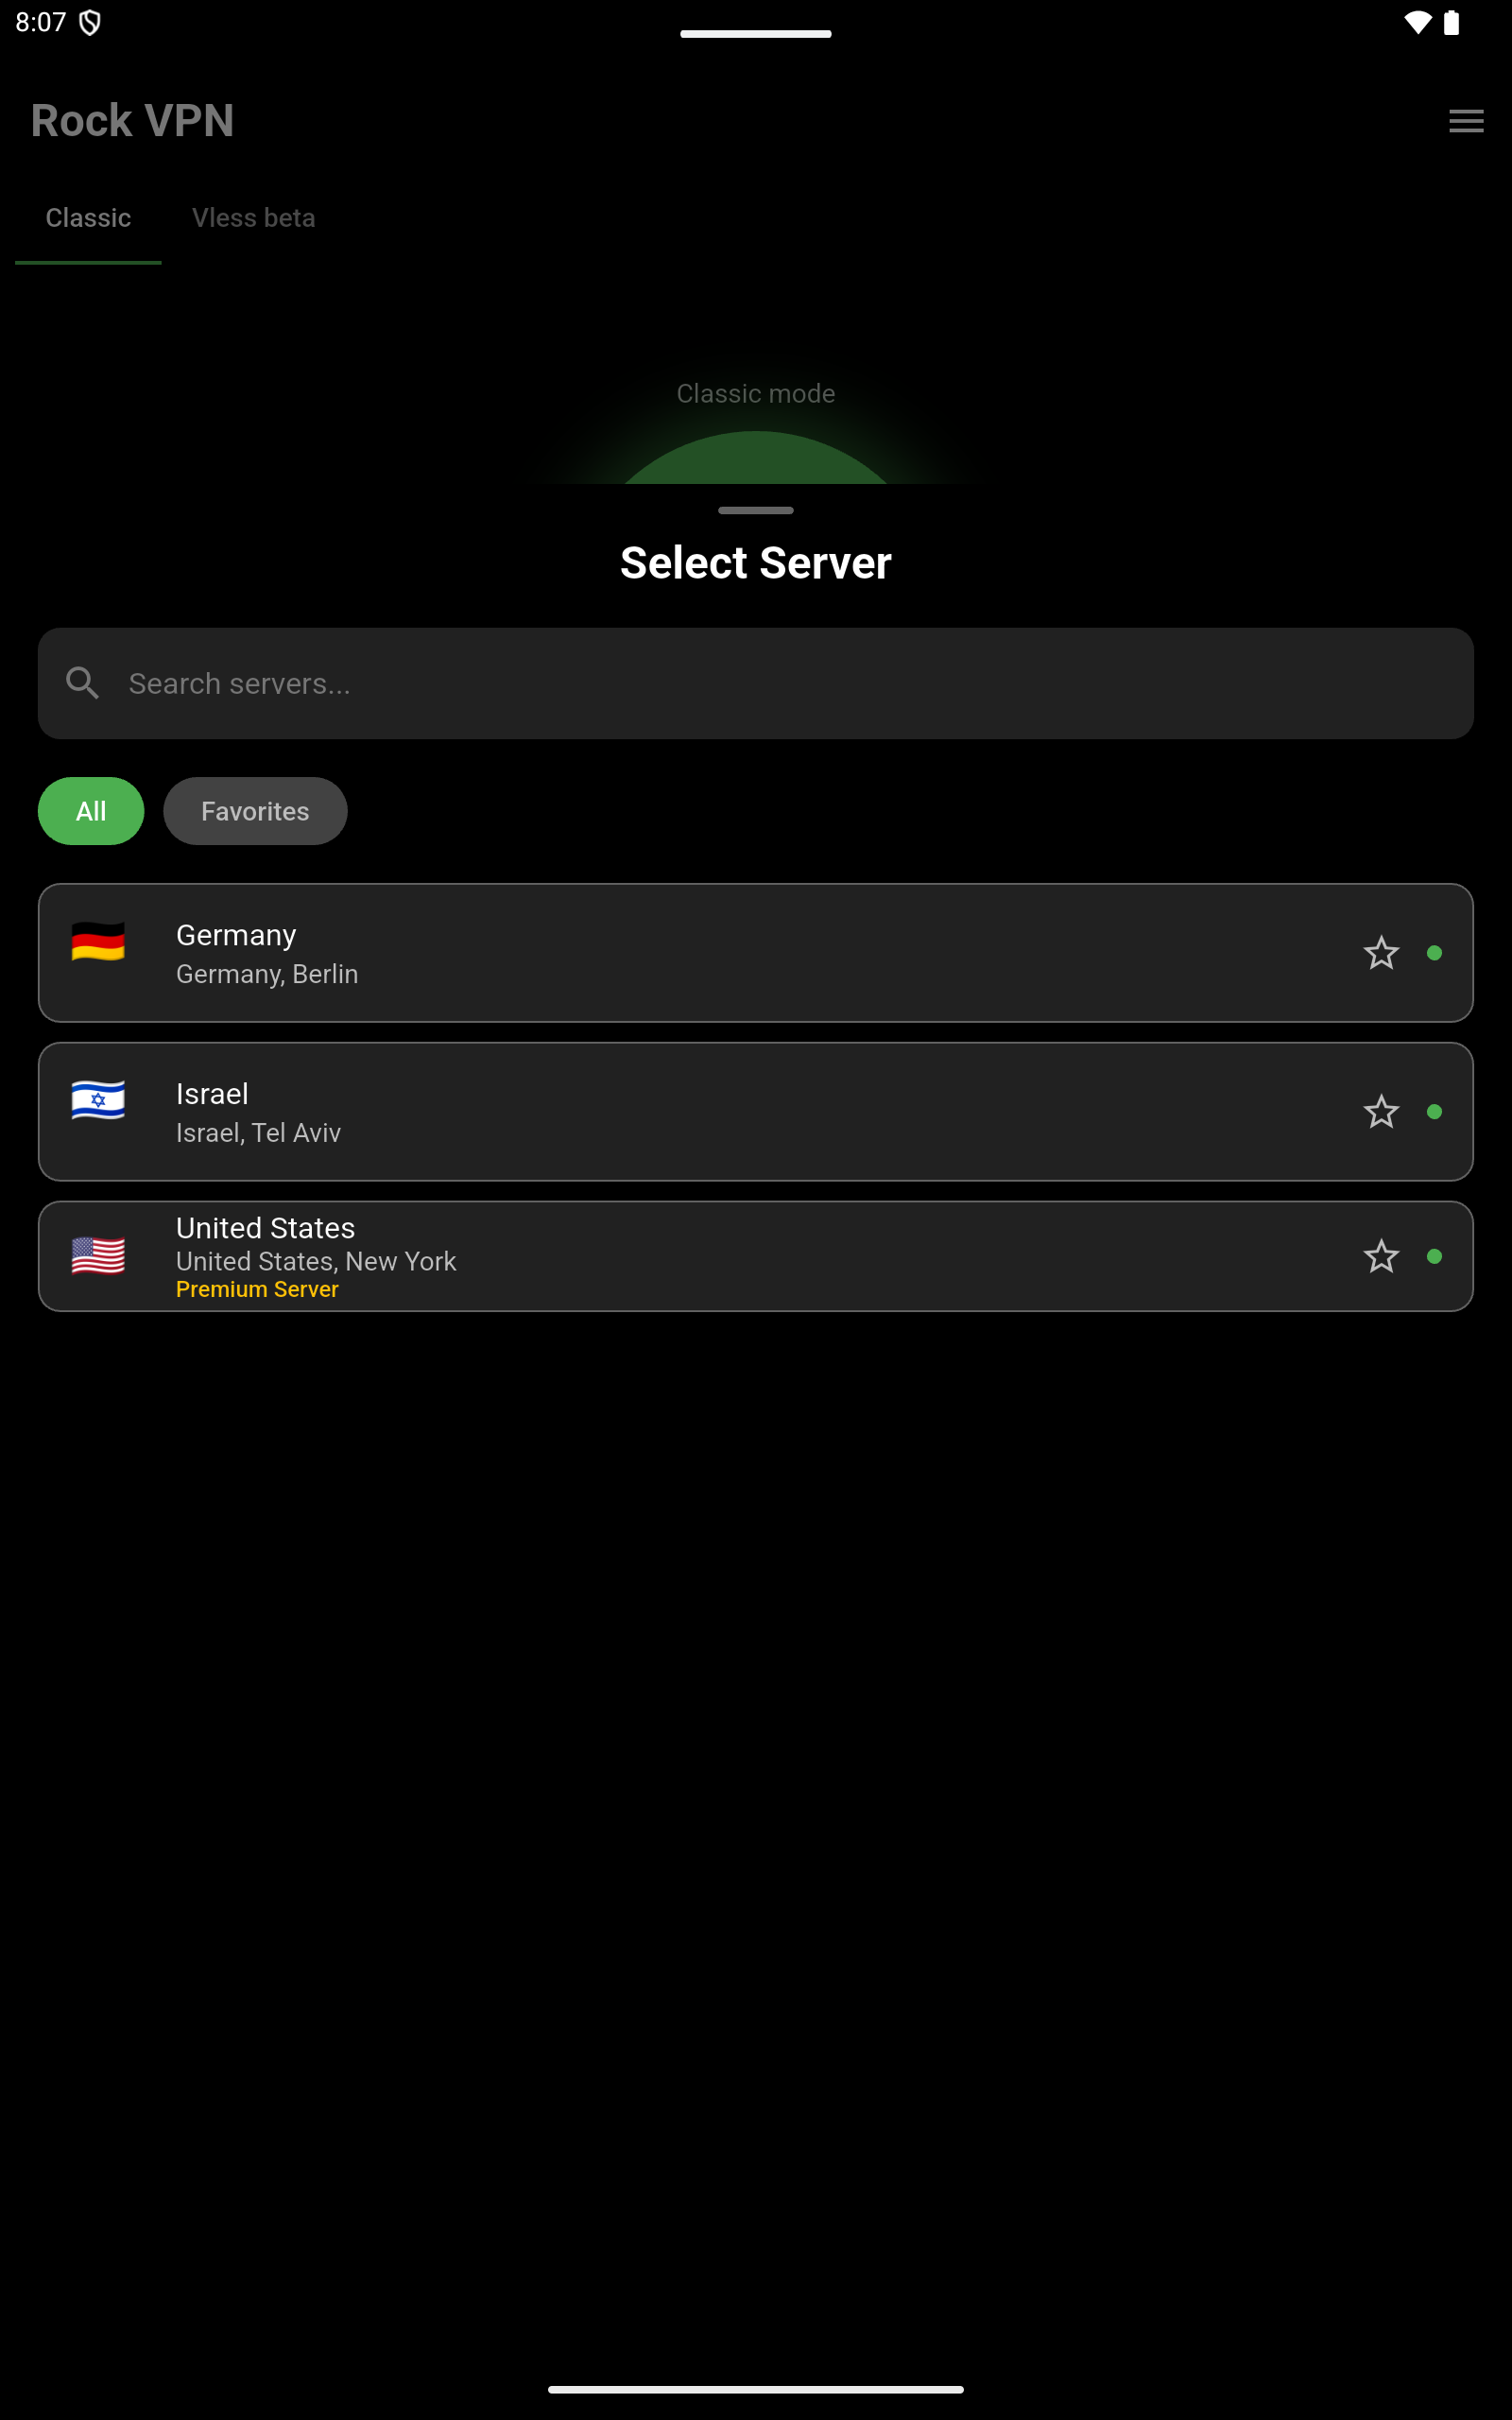 8:07
Rock VPN
Classic
Vless beta
Classic mode
Select Server
Search servers...
All
Favorites
Germany
Germany, Berlin
Israel
Israel, Tel Aviv
United States
United States, New York
Premium Server